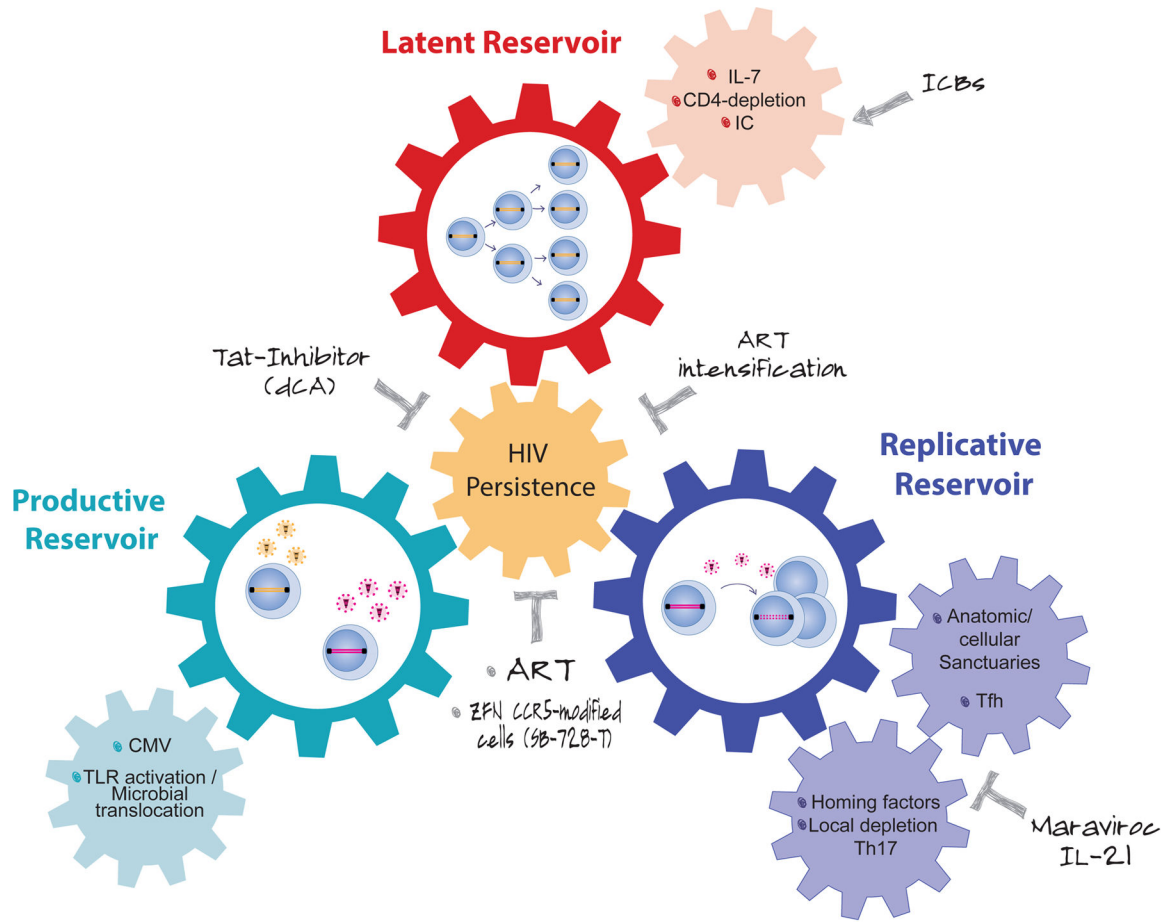 Latent Reservoir
IL-7
CD4-depletion
IC
ICBs
Tat-Inhibitor
(dCA)
ART
intensification
HIV
Persistence
Productive
Reservoir
Replicative
Reservoir
ART
ZFN CCR5-modified
cells (SB-728-T)
CMV
TLR activation /
Microbial
translocation
Anatomic/
cellular
Sanctuaries
Tfh
Homing factors
Local depletion
Th17
Maraviroc
IL-21